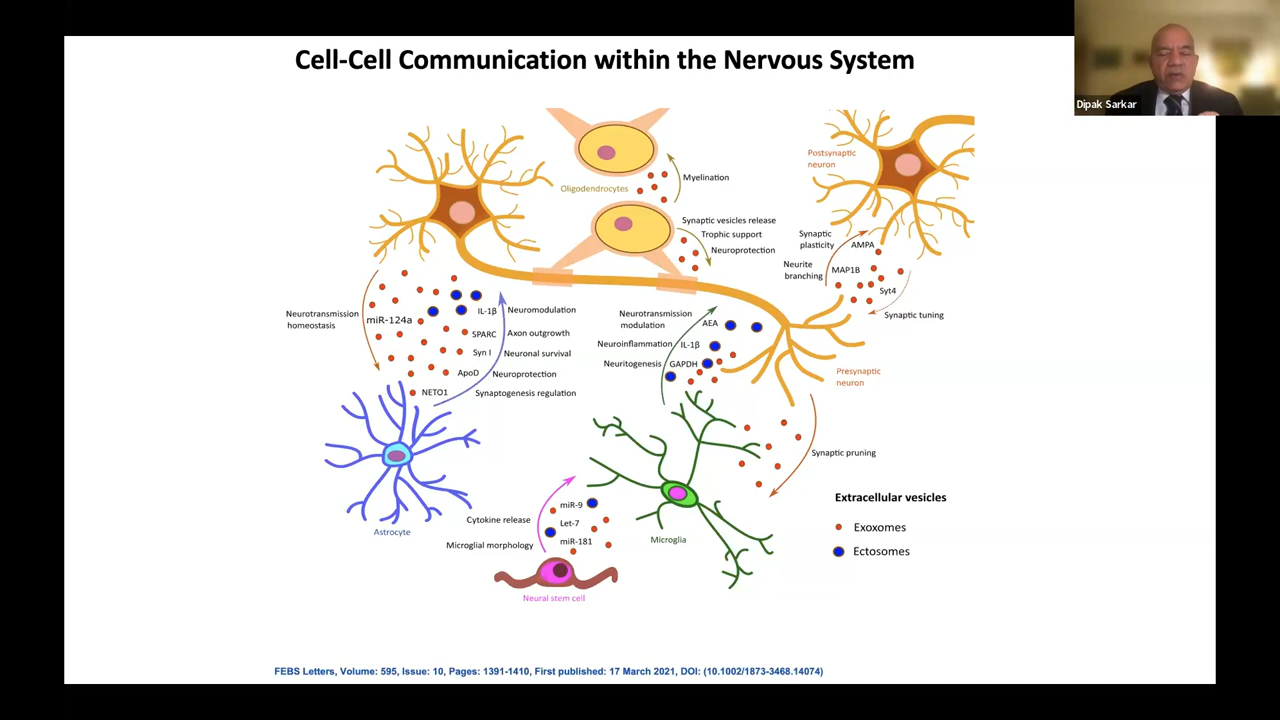 Cell-Cell Communication within the Nervous System
Dipak Sarkar
Postsynaptic
neuron
Oligodendrocytes
Myelination
Synaptic vesicles release
Trophic support
Neuroprotection
Synaptic
plasticity
AMPA
Neurite
branching
MAP1B
Syt4
Synaptic tuning
Neurotransmission
homeostasis
miR-124a
IL-1β
SPARC
Syn I
ApoD
NETO1
Neuromodulation
Axon outgrowth
Neuronal survival
Neuroprotection
Synaptogenesis regulation
Neurotransmission
modulation
AEA
Neuroinflammation
IL-1β
Neuritogenesis
GAPDH
Presynaptic
neuron
Synaptic pruning
Astrocyte
Cytokine release
Microglial morphology
miR-9
Let-7
miR-181
Microglia
Neural stem cell
Extracellular vesicles
Exoxomes
Ectosomes
FEBS Letters, Volume: 595, Issue: 10, Pages: 1391-1410, First published: 17 March 2021, DOI: (10.1002/1873-3468.14074)